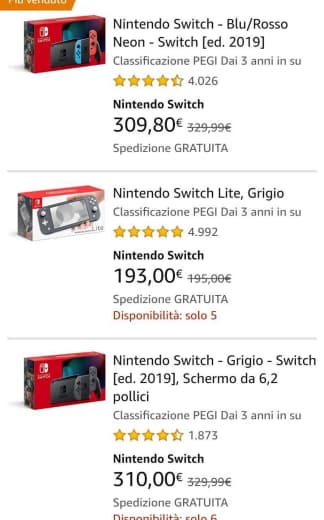 Più venduto
Nintendo Switch - Blu/Rosso
Neon - Switch [ed. 2019]
Classificazione PEGI Dai 3 anni in su
4.026
Nintendo Switch
309,80€ 329,99€
Spedizione GRATUITA
Nintendo Switch Lite, Grigio
Classificazione PEGI Dai 3 anni in su
Lite
4.992
Nintendo Switch
193,00€ 195,00€
Spedizione GRATUITA
Disponibilità: solo 5
Nintendo Switch - Grigio - Switch
[ed. 2019], Schermo da 6,2
pollici
Classificazione PEGI Dai 3 anni in su
1.873
Nintendo Switch
310,00€ 329,99€
Spedizione GRATUITA
Disponibilità: solo 6